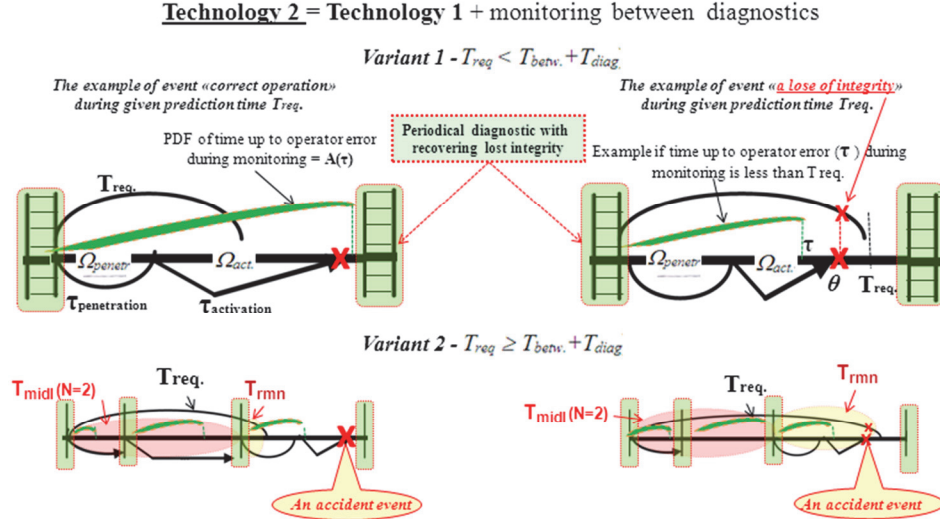 Technology 2 = Technology 1 + monitoring between diagnostics
Variant 1 - Treq < Tbetw. + Tdiag.
The example of event «correct operation»
during given prediction time Treq.
The example of event «a lose of integrity»
during given prediction time Treq.
PDF of time up to operator error
during monitoring = A(τ)
Periodical diagnostic with
recovering lost integrity
Example if time up to operator error (τ ) during
monitoring is less than T req.
Treq.
Ωpenetr
Ωact.
τpenetration
τactivation
Ωpenetr
Ωact.
τ
θ
Treq.
Variant 2 - Treq ≥ Tbetw. + Tdiag
Tmidl (N=2)
Treq.
Trmn
An accident event
Tmidl (N=2)
Treq.
Trmn
An accident event